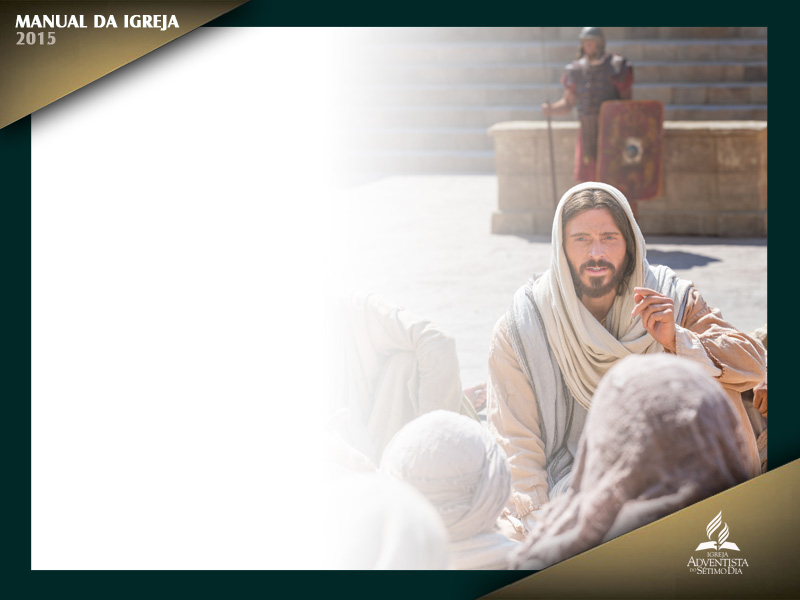 MANUAL DA IGREJA
2015
IGREJA
ADVENTISTA
DO SÉTIMO DIA